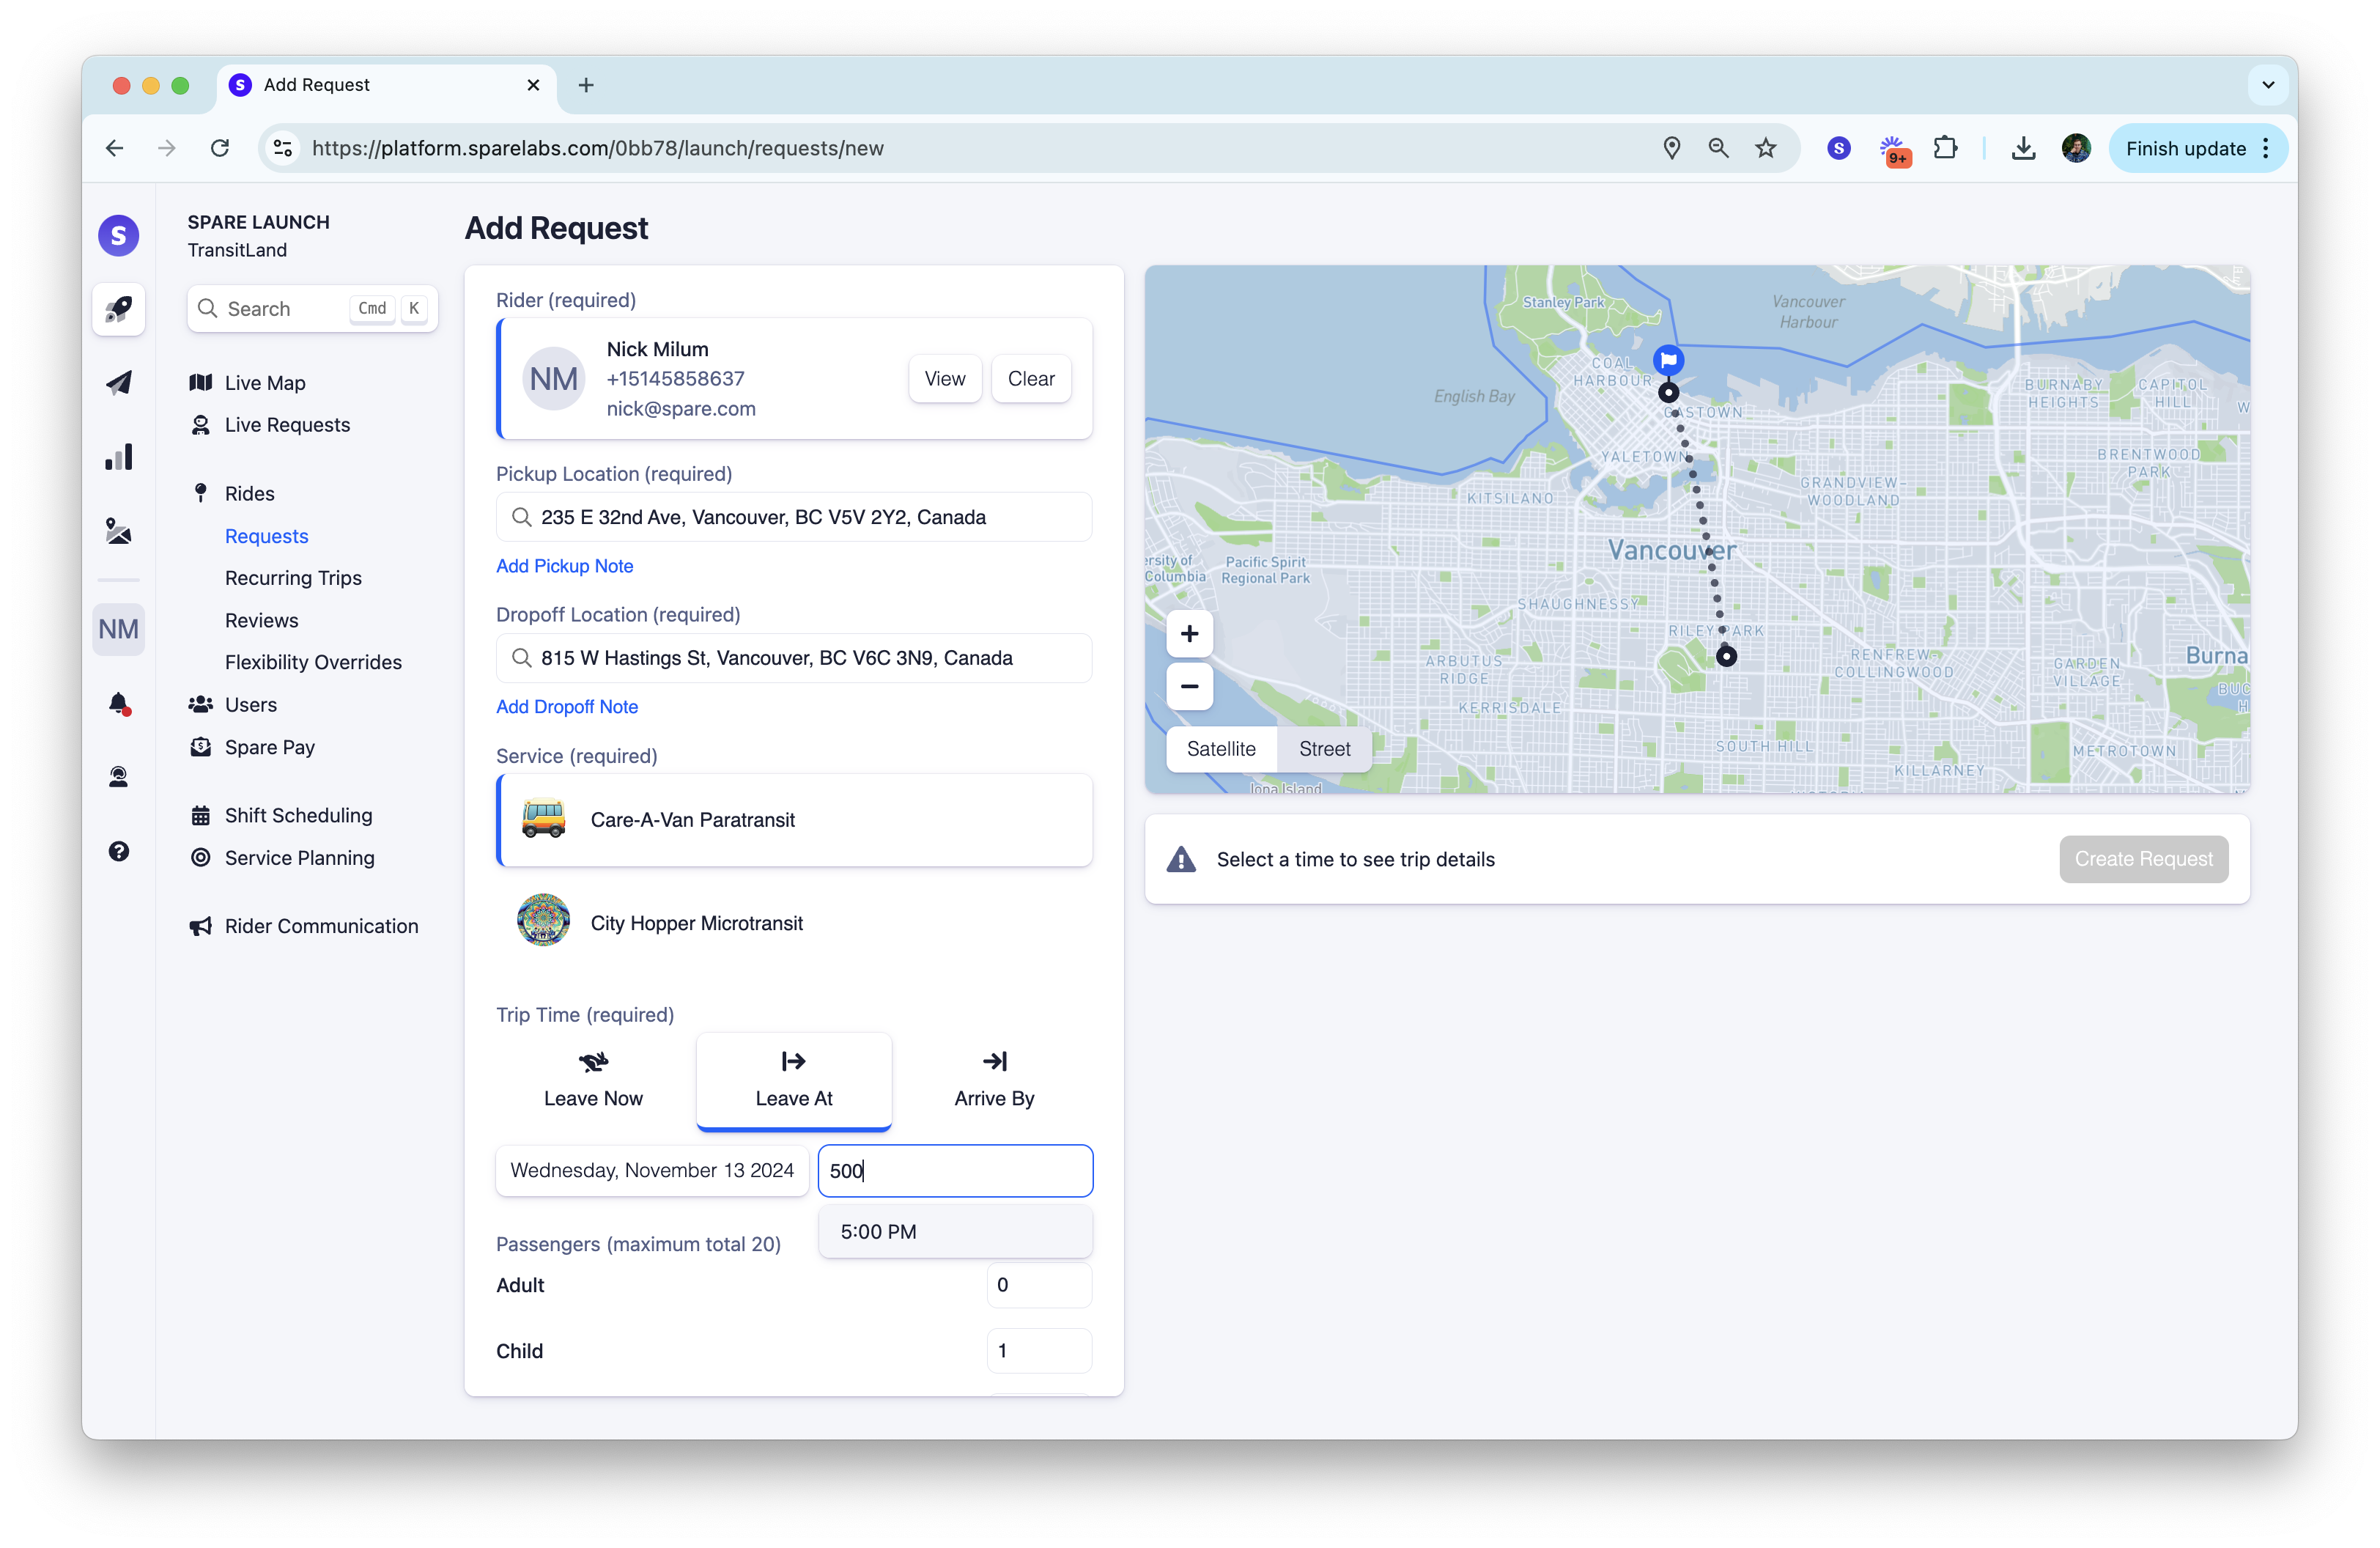 Add Request
https://platform.sparelabs.com/0bb78/launch/requests/new
9+
Finish update
S
SPARE LAUNCH
TransitLand
Search
Cmd
K
Live Map
Live Requests
Rides
Requests
Recurring Trips
Reviews
Flexibility Overrides
Users
Spare Pay
Shift Scheduling
Service Planning
Rider Communication
NM
Add Request
Rider (required)
NM
Nick Milum
+15145858637
nick@spare.com
View
Clear
Pickup Location (required)
235 E 32nd Ave, Vancouver, BC V5V 2Y2, Canada
Add Pickup Note
Dropoff Location (required)
815 W Hastings St, Vancouver, BC V6C 3N9, Canada
Add Dropoff Note
Service (required)
Care-A-Van Paratransit
City Hopper Microtransit
Trip Time (required)
Leave Now
Leave At
Arrive By
Wednesday, November 13 2024
500
5:00 PM
Passengers (maximum total 20)
Adult
0
Child
1
Stanley Park
Vancouver
Harbour
COAL
HARBOUR
English Bay
GASTOWN
BURNABY
HEIGHTS
CAPITOL
HILL
W
YALETOWN
BRENTWOOD
PARK
KITSILANO
GRANDVIEW-
WOODLAND
Vancouver
ersity of
Columbia
Pacific Spirit
Regional Park
SHAUGHNESSY
RILEY PARK
ARBUTUS
RIDGE
RENFREW-
COLLINGWOOD
GARDEN
VILLAGE
Burna
BUC
H
KERRISDALE
SOUTH HILL
METROTOWN
KILLARNEY
Iona Island
+
−
Satellite
Street
Select a time to see trip details
Create Request